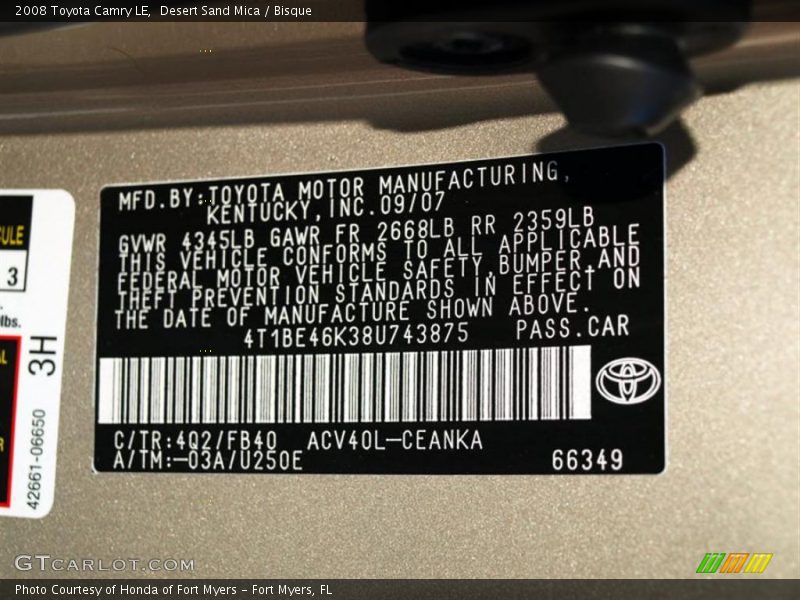 2008 Toyota Camry LE,  Desert Sand Mica / Bisque
MFD.BY:TOYOTA MOTOR MANUFACTURING,
KENTUCKY,INC.09/07
GVWR 4345LB GAWR FR 2668LB RR 2359LB
THIS VEHICLE CONFORMS TO ALL APPLICABLE
FEDERAL MOTOR VEHICLE SAFETY,BUMPER,AND
THEFT PREVENTION STANDARDS IN EFFECT ON
THE DATE OF MANUFACTURE SHOWN ABOVE.
4T1BE46K38U743875 PASS.CAR
C/TR:4Q2/FB40 ACV40L-CEANKA
A/TM:-03A/U250E
66349
3
lbs.
3H
42661-06650
GTCARLOT.COM
Photo Courtesy of Honda of Fort Myers – Fort Myers, FL